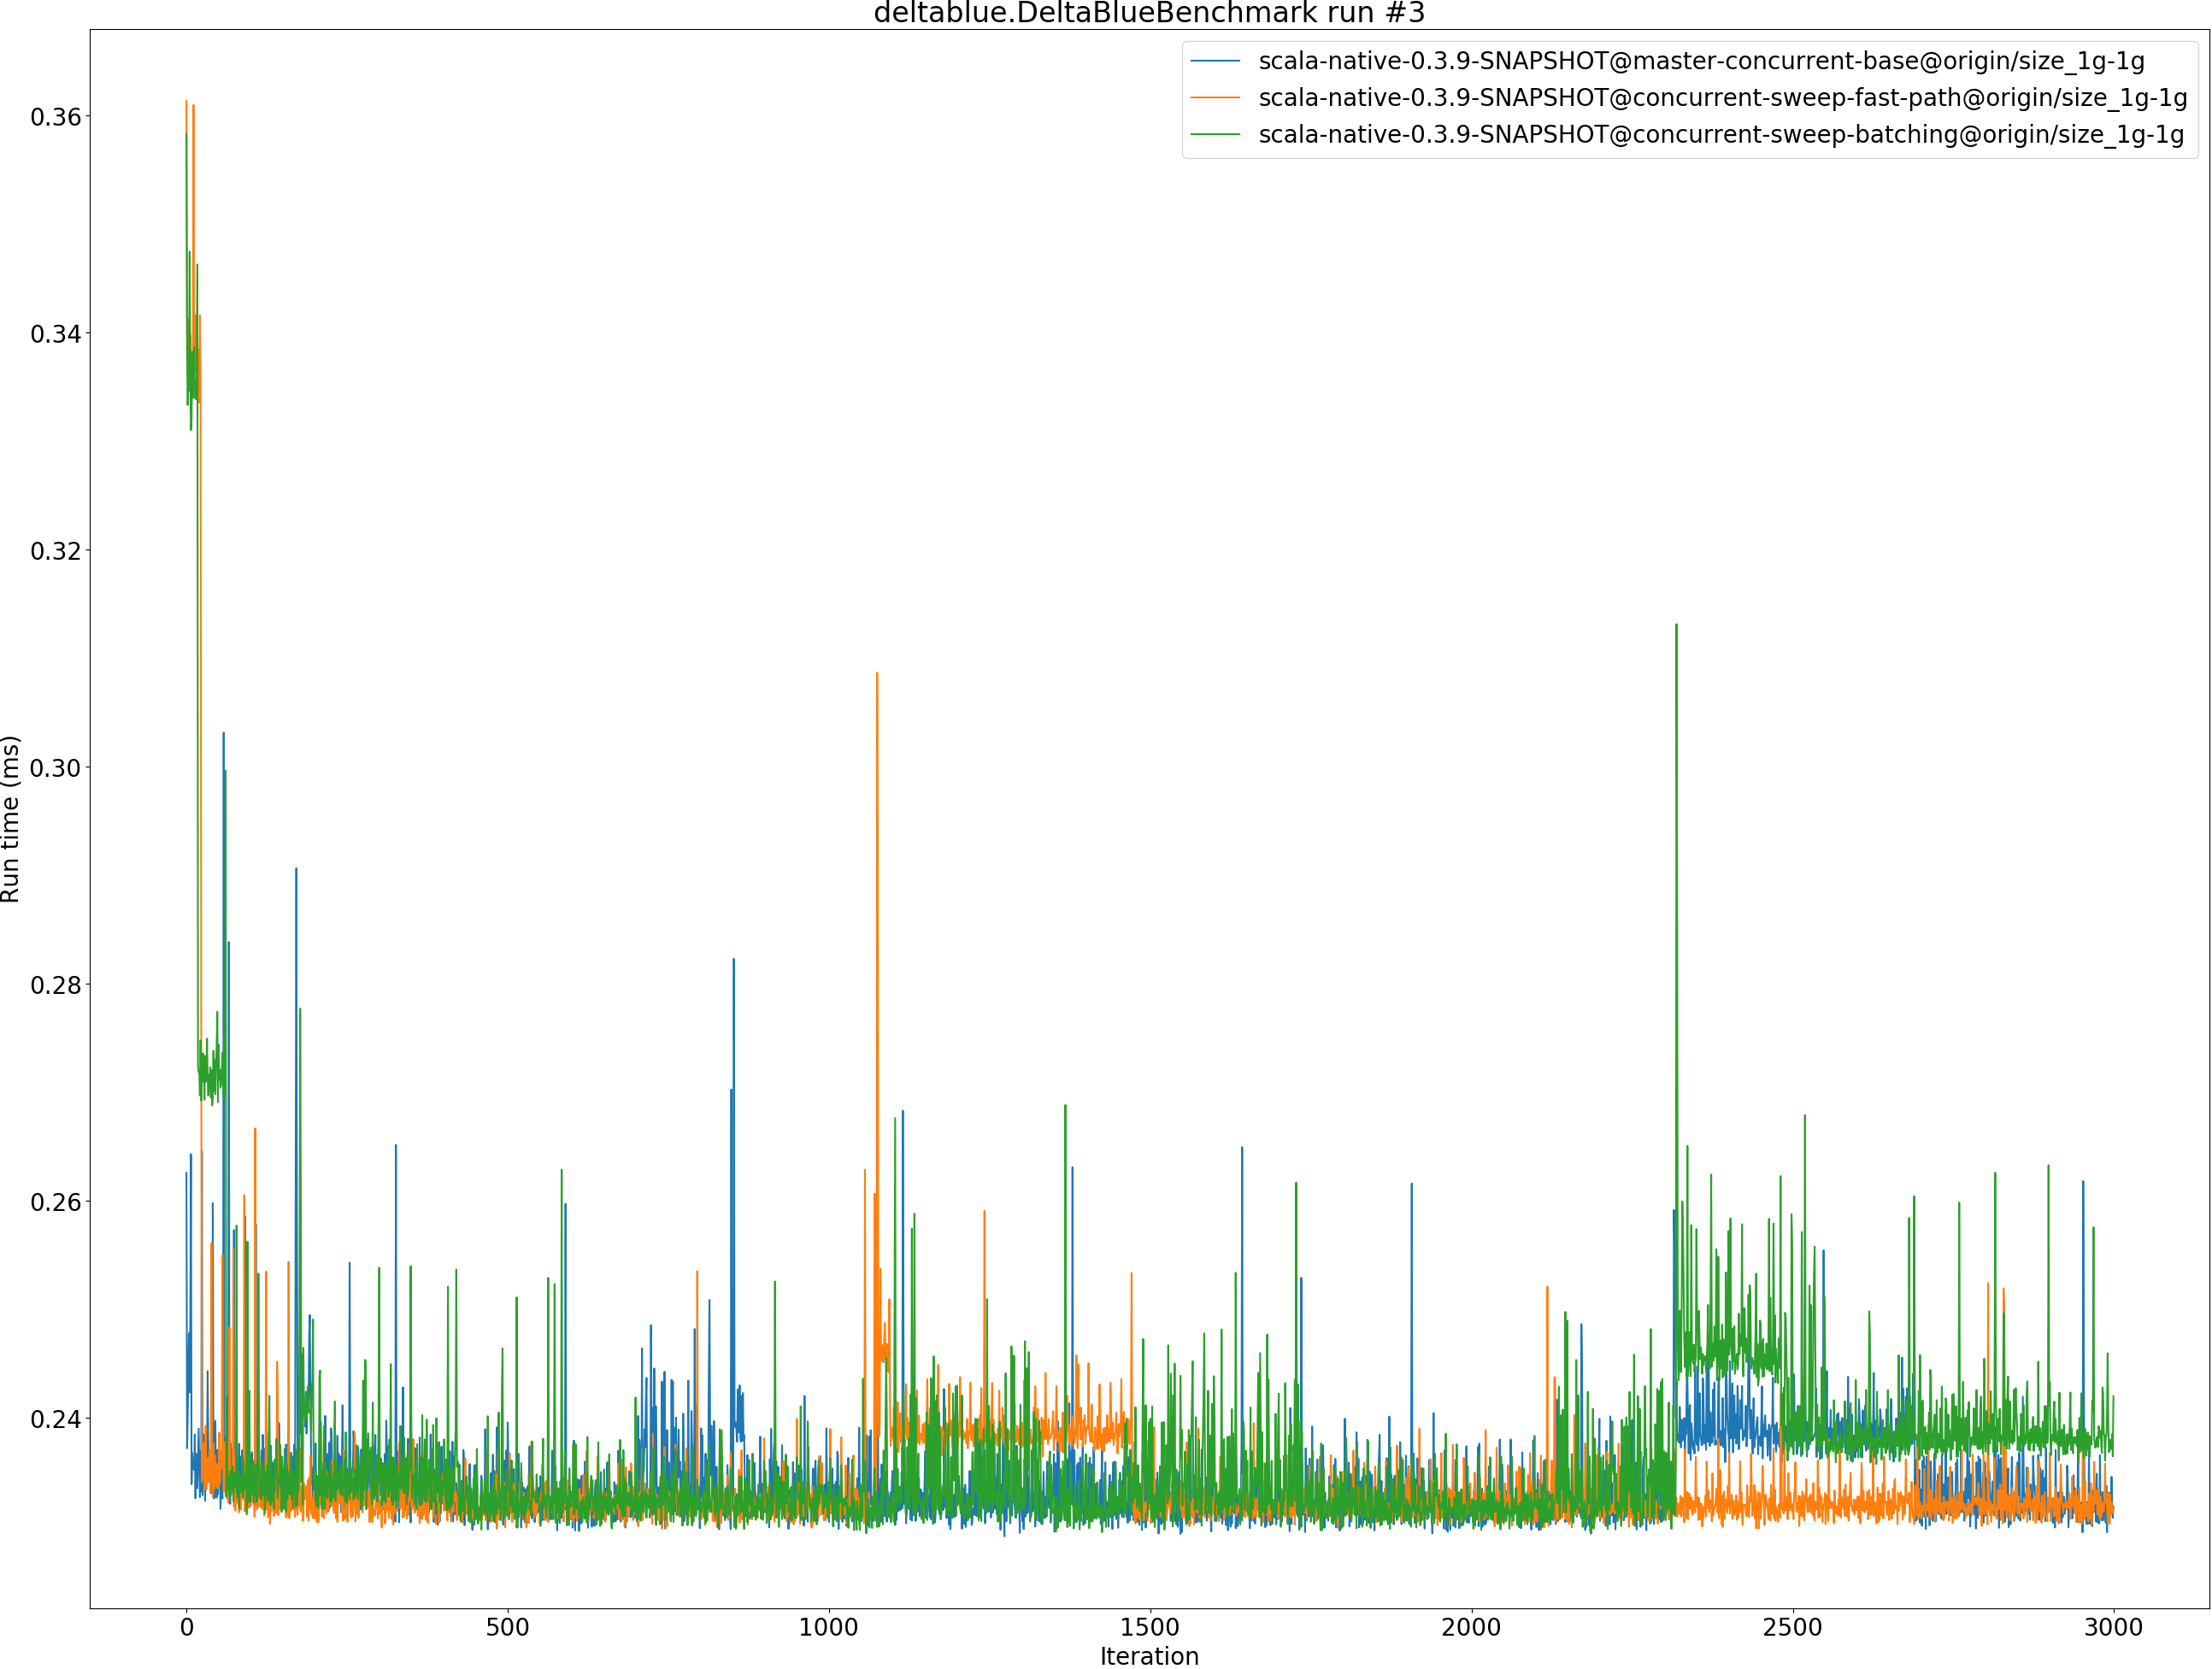 deltablue.DeltaBlueBenchmark run #3
scala-native-0.3.9-SNAPSHOT@master-concurrent-base@origin/size_1g-1g
scala-native-0.3.9-SNAPSHOT@concurrent-sweep-fast-path@origin/size_1g-1g
scala-native-0.3.9-SNAPSHOT@concurrent-sweep-batching@origin/size_1g-1g
Run time (ms)
0.36
0.34
0.32
0.30
0.28
0.26
0.24
0 500 1000 1500 2000 2500 3000
Iteration